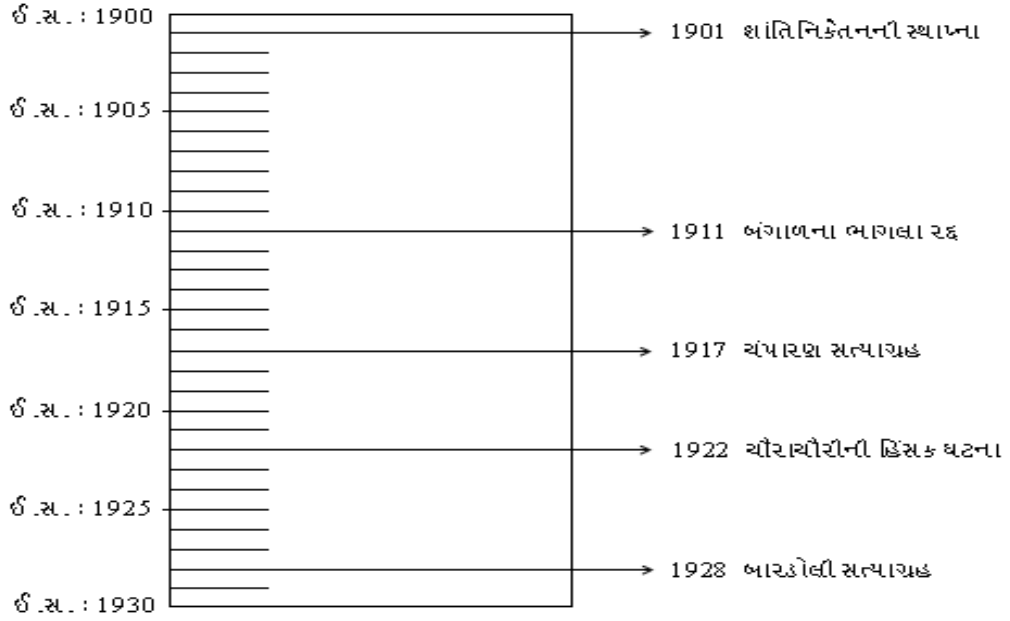 ઈ.સ. : 1900
1901 શાંતિનિકેતનની સ્થાપ્ના
ઈ.સ. : 1905
ઈ.સ. : 1910
1911 બંગાળના ભાગલા રદ્દ
ઈ.સ. : 1915
1917 ચંપારણ સત્યાગ્રહ
ઈ.સ. : 1920
1922 ચૌરાચૌરીની હિંસક ઘટના
ઈ.સ. : 1925
1928 બારડોલી સત્યાગ્રહ
ઈ.સ. : 1930